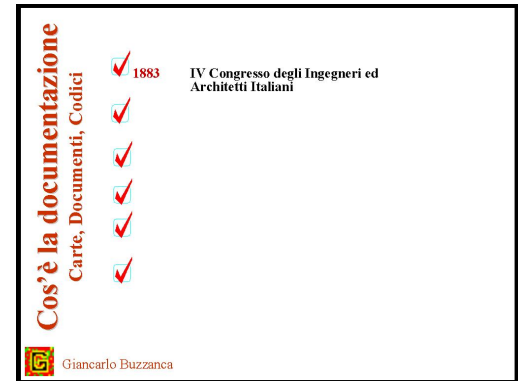 Cos'è la documentazione
Carte, Documenti, Codici
1883 IV Congresso degli Ingegneri ed
Architetti Italiani
G
Giancarlo Buzzanca